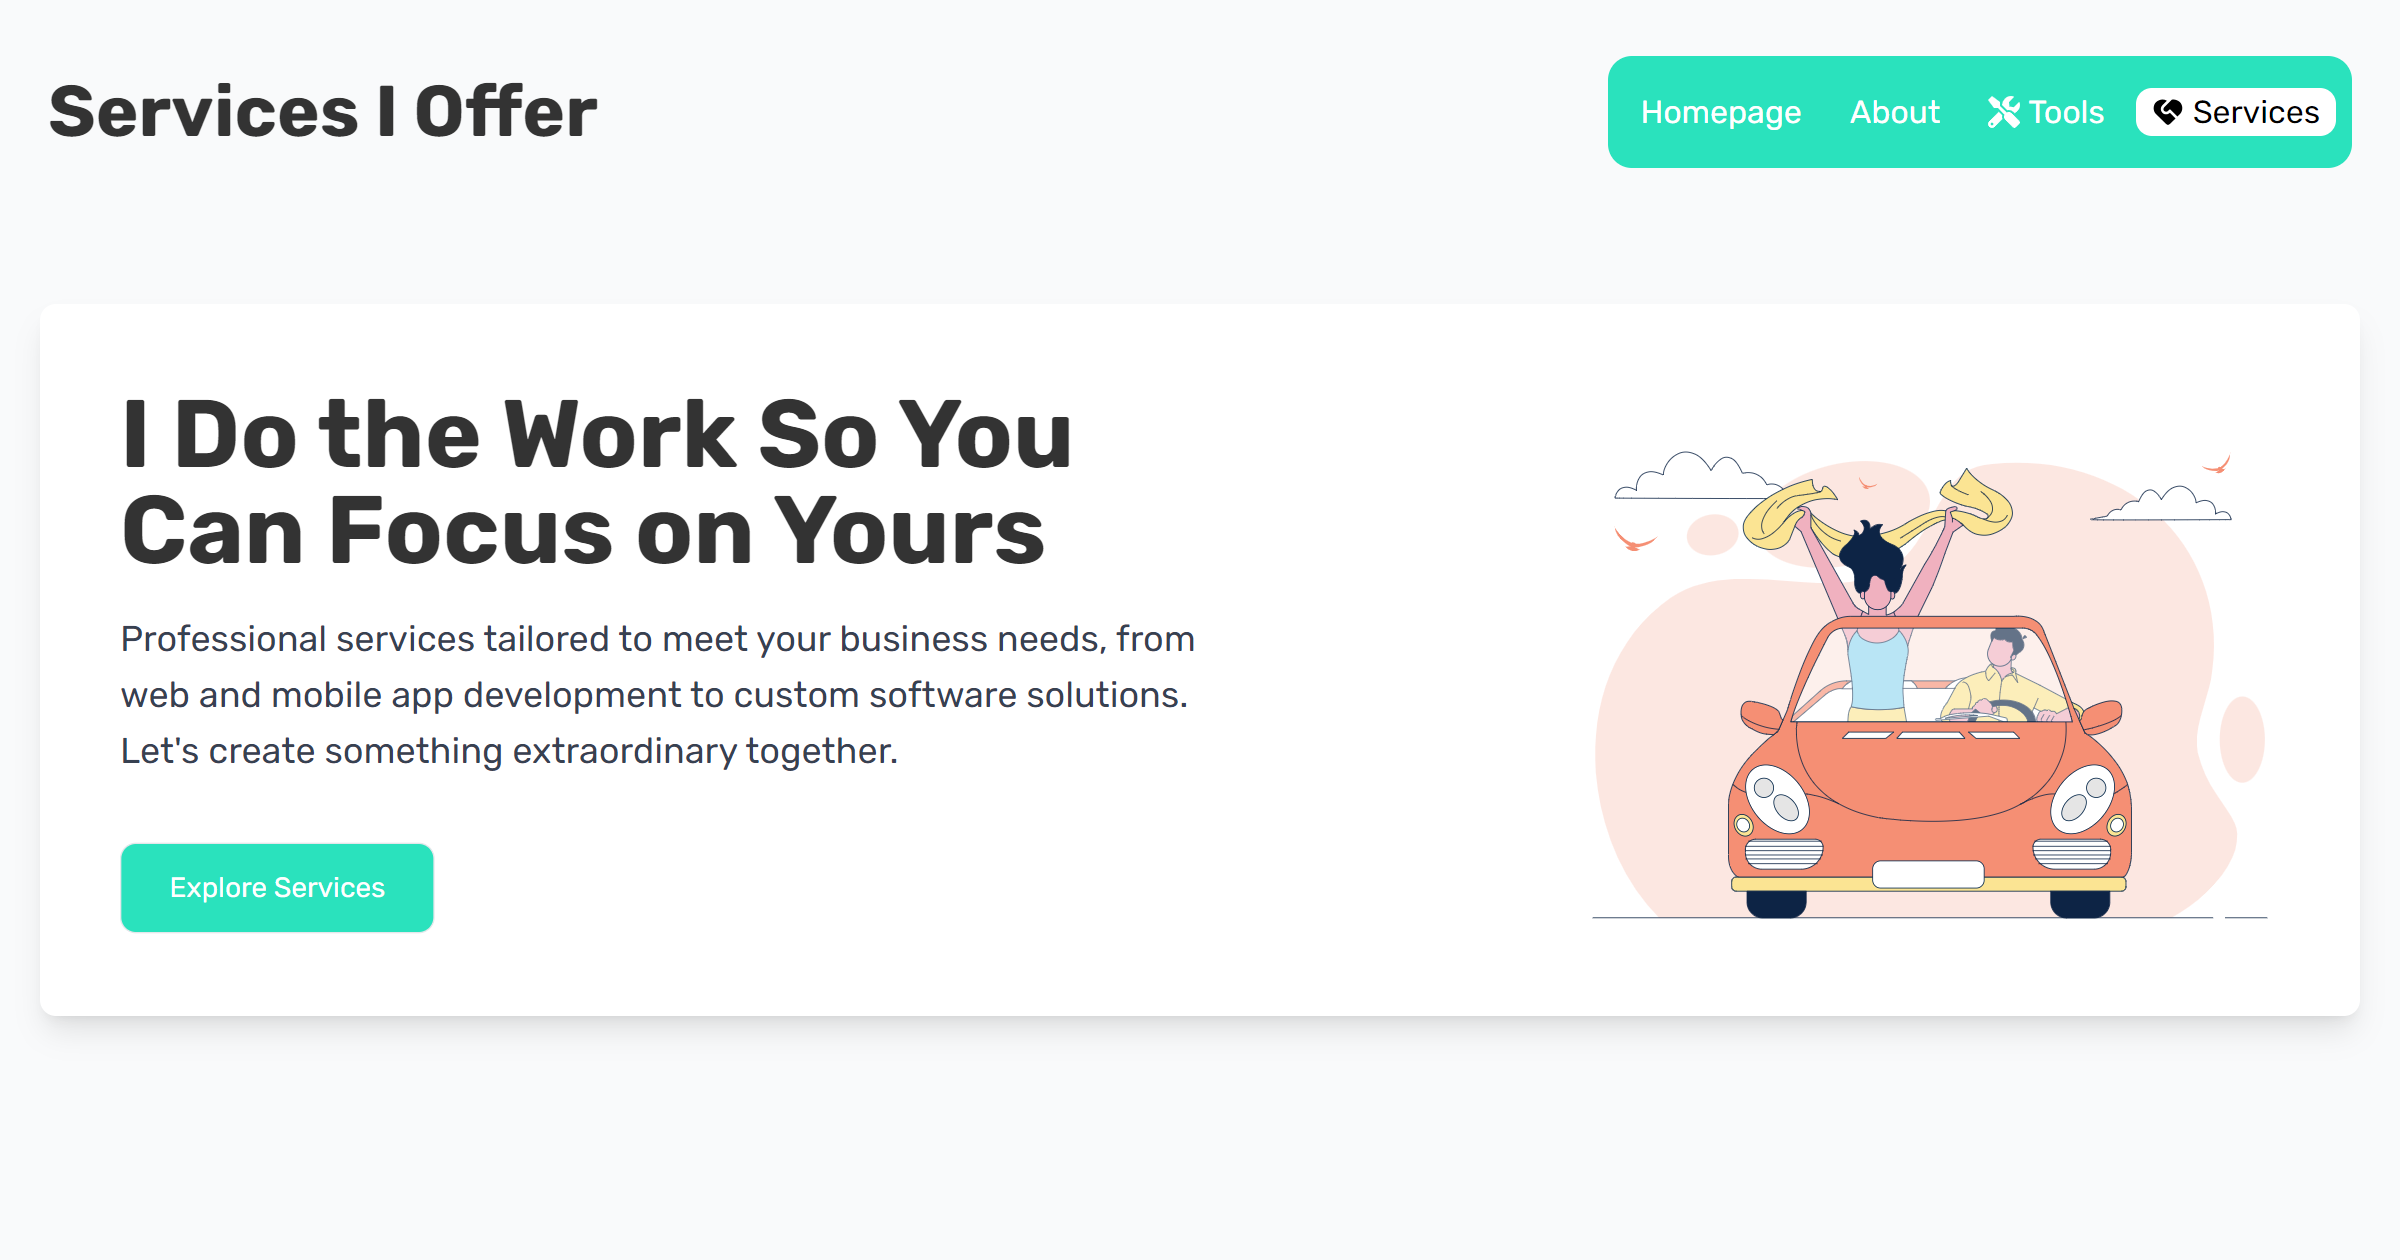 Services I Offer
Homepage About Tools Services
I Do the Work So You
Can Focus on Yours
Professional services tailored to meet your business needs, from
web and mobile app development to custom software solutions.
Let's create something extraordinary together.
Explore Services